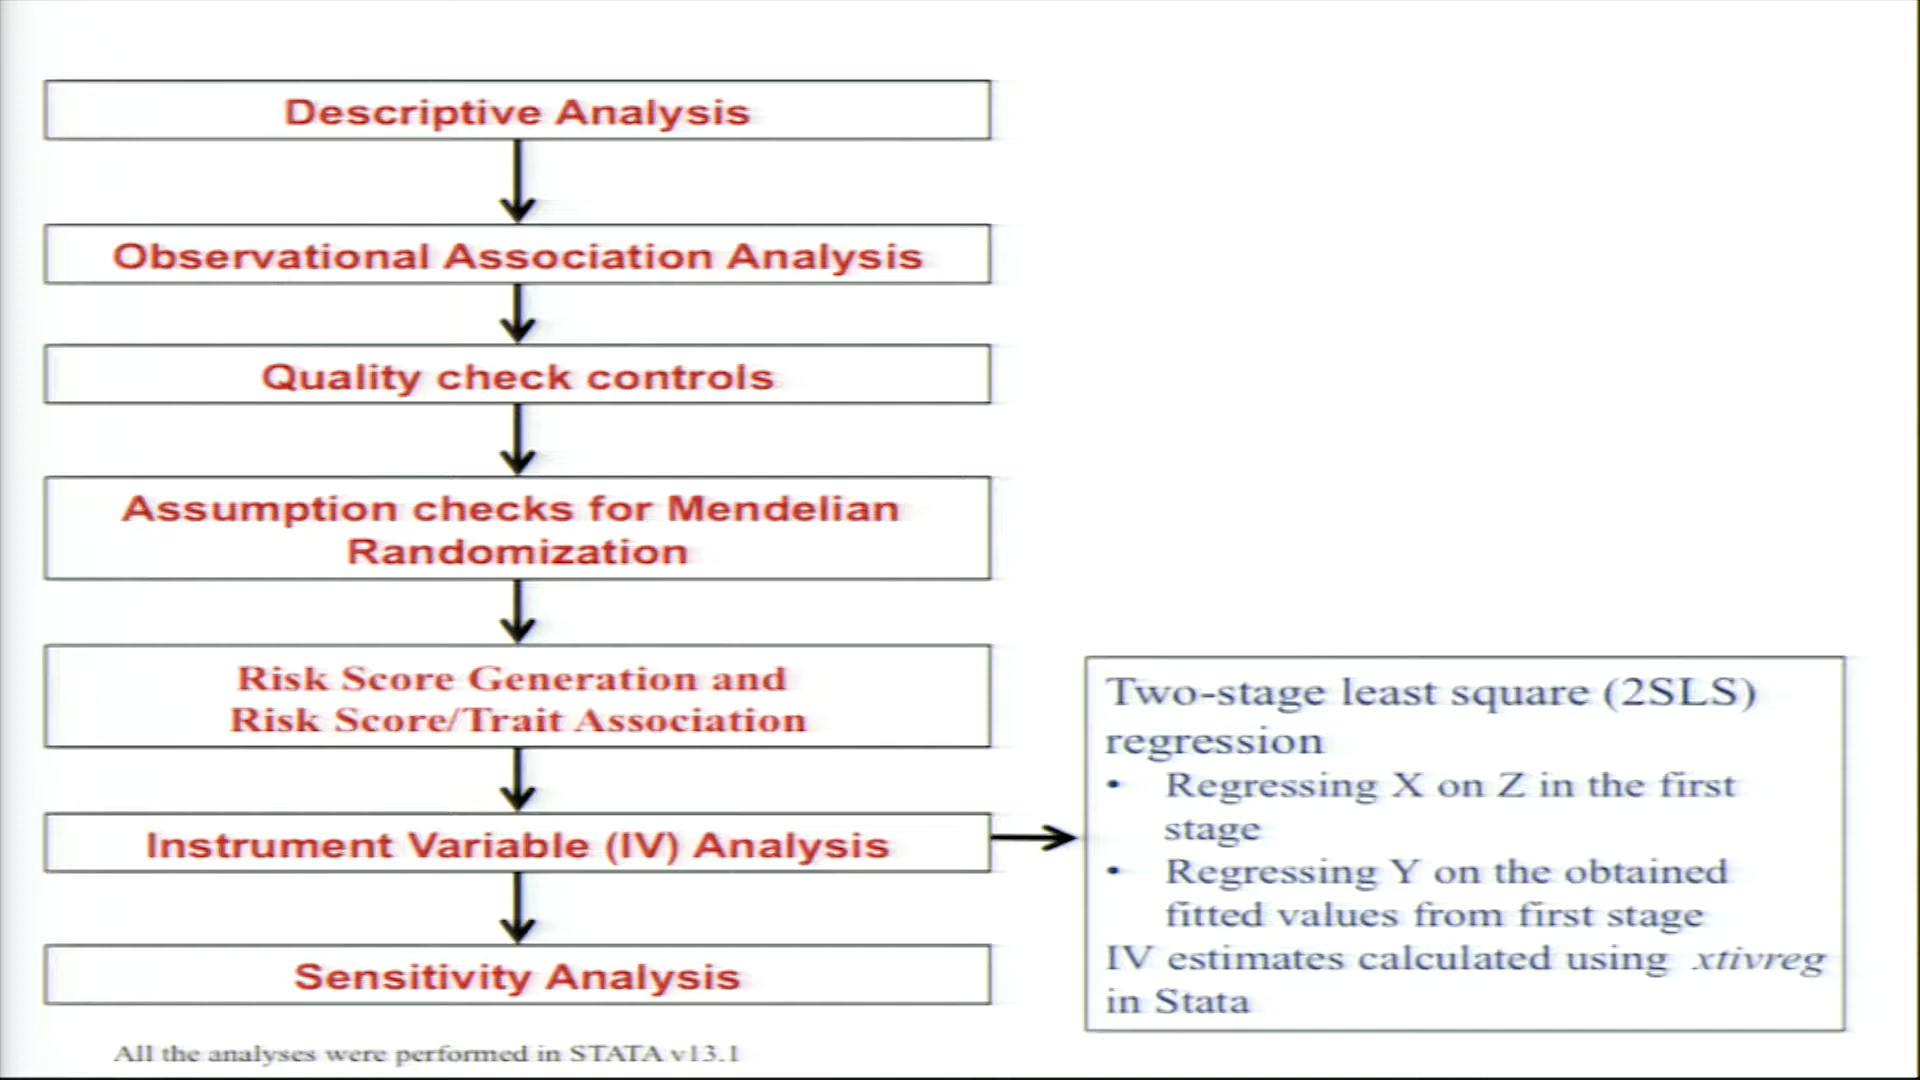 Descriptive Analysis
Observational Association Analysis
Quality check controls
Assumption checks for Mendelian
Randomization
Risk Score Generation and
Risk Score/Trait Association
Instrument Variable (IV) Analysis
Sensitivity Analysis
Two-stage least square (2SLS)
regression
• Regressing X on Z in the first
stage
• Regressing Y on the obtained
fitted values from first stage
IV estimates calculated using xtivreg
in Stata
All the analyses were performed in STATA v13.1